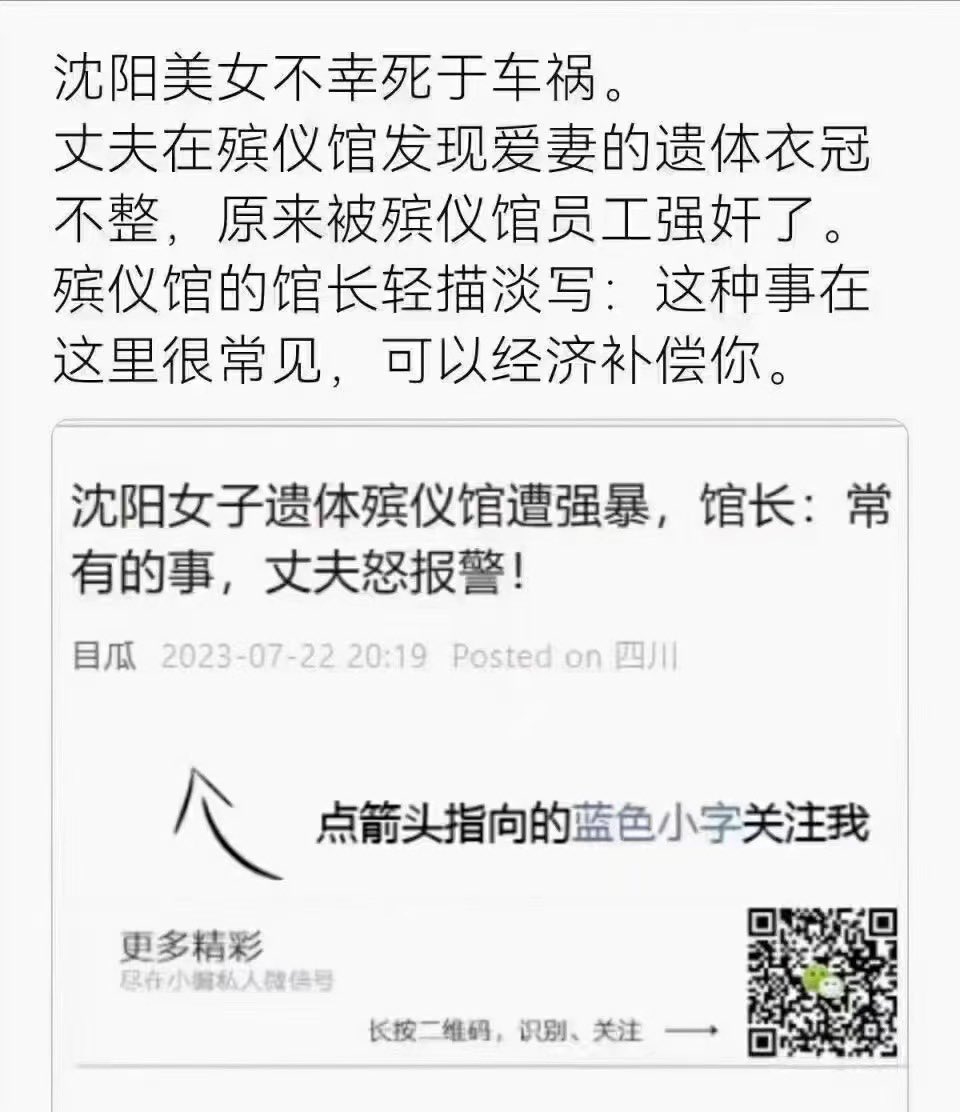 沈阳美女不幸死于车祸。
丈夫在殡仪馆发现爱妻的遗体衣冠
不整，原来被殡仪馆员工强奸了。
殡仪馆的馆长轻描淡写：这种事在
这里很常见，可以经济补偿你。
沈阳女子遗体殡仪馆遭强暴，馆长：常
有的事，丈夫怒报警！
目瓜 2023-07-22 20:19 Posted on 四川
点箭头指向的蓝色小字关注我
更多精彩
尽在小编私人微信号
长按二维码，识别、关注